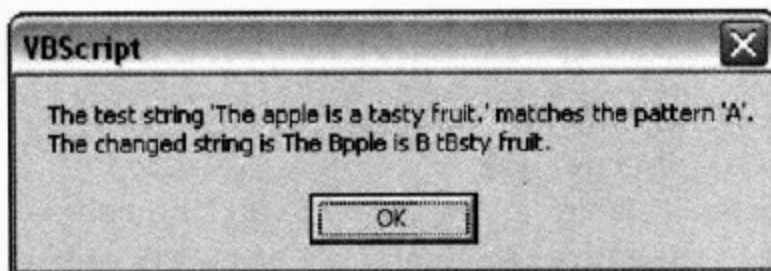 VBScript
The test string 'The apple is a tasty fruit.' matches the pattern 'A'.
The changed string is The Bpple is B tBsty fruit.
OK